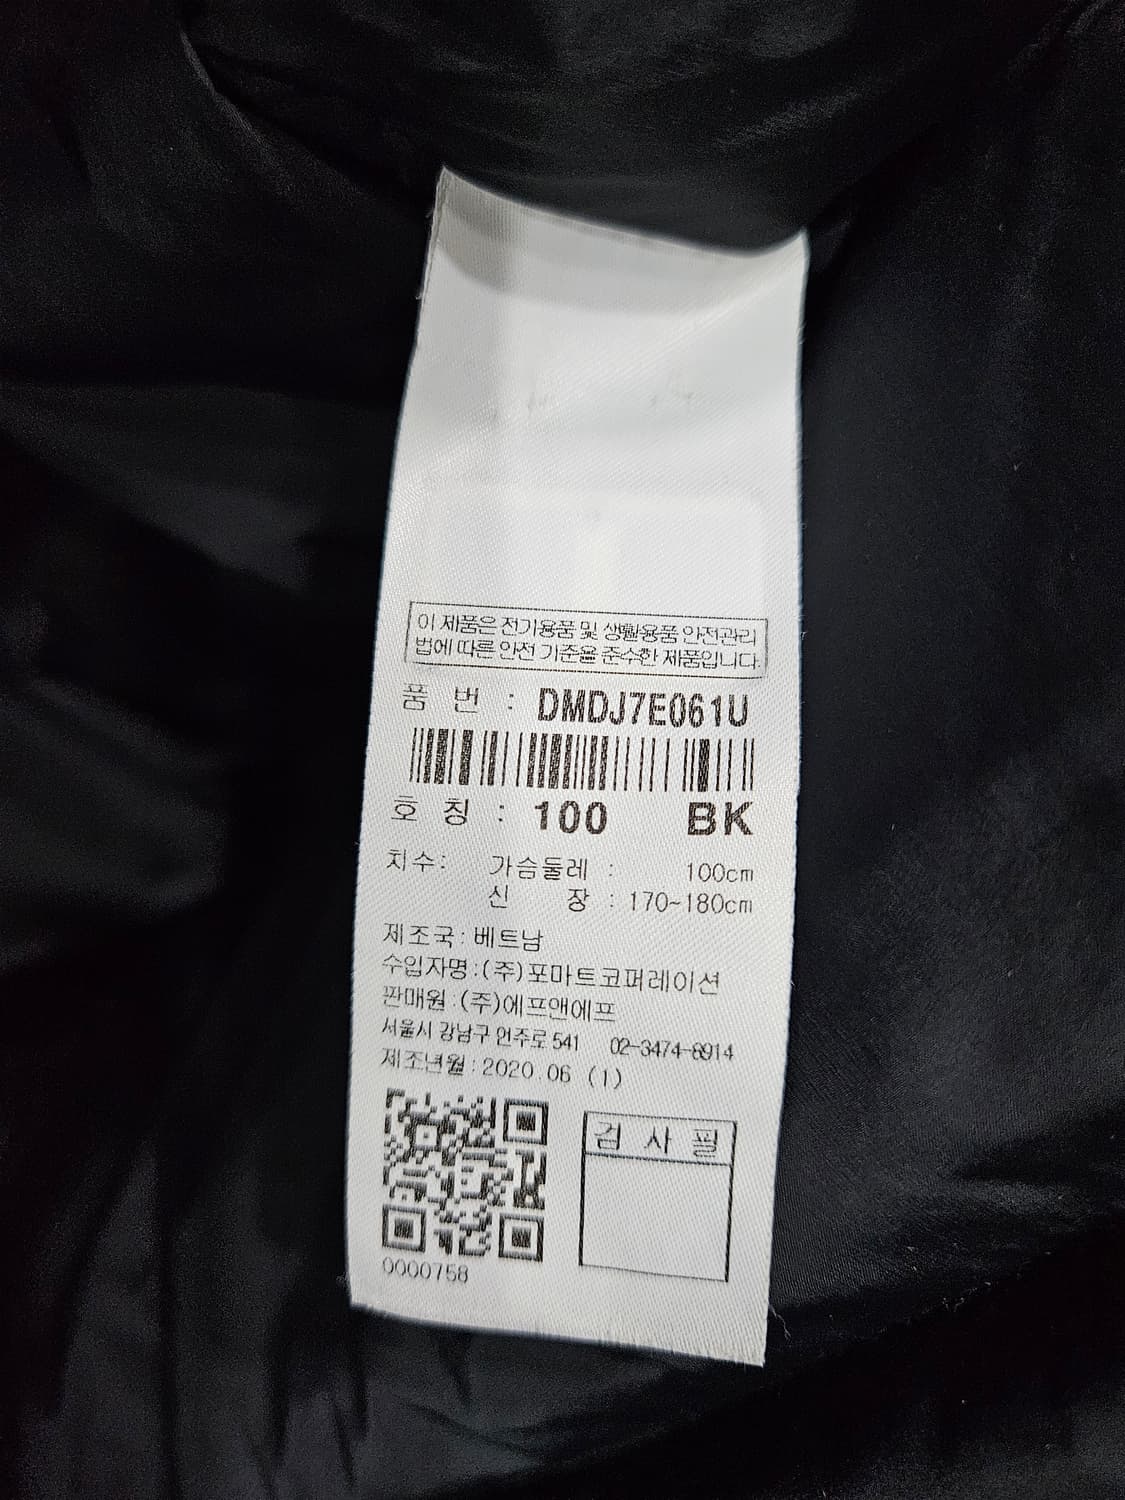 이 제품은 전기용품 및 생활용품 안전관리
법에 따른 안전 기준을 준수한 제품입니다.
품 번 : DMDJ7E061U
호 칭 : 100 BK
치수: 가슴둘레 : 100cm
신 장 : 170~180cm
제조국: 베트남
수입자명:(주)포마트코퍼레이션
판매원:(주)에프앤에프
서울시 강남구 언주로 541 02-3474-8914
제조년월:2020.06 (1)
검 사 필
0000758